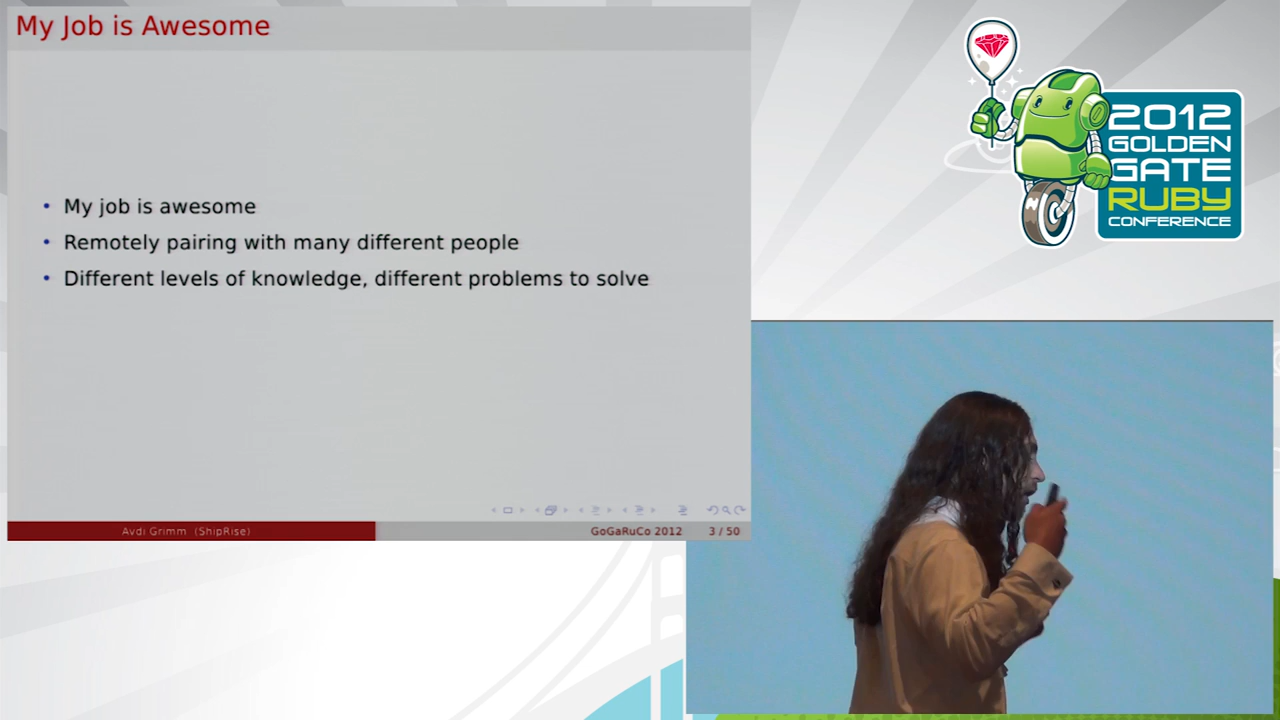 My Job is Awesome
My job is awesome
Remotely pairing with many different people
Different levels of knowledge, different problems to solve
Avdi Grimm (ShipRise)
GoGaRuCo 2012 3 / 50
2012
GOLDEN
GATE
RUBY
CONFERENCE